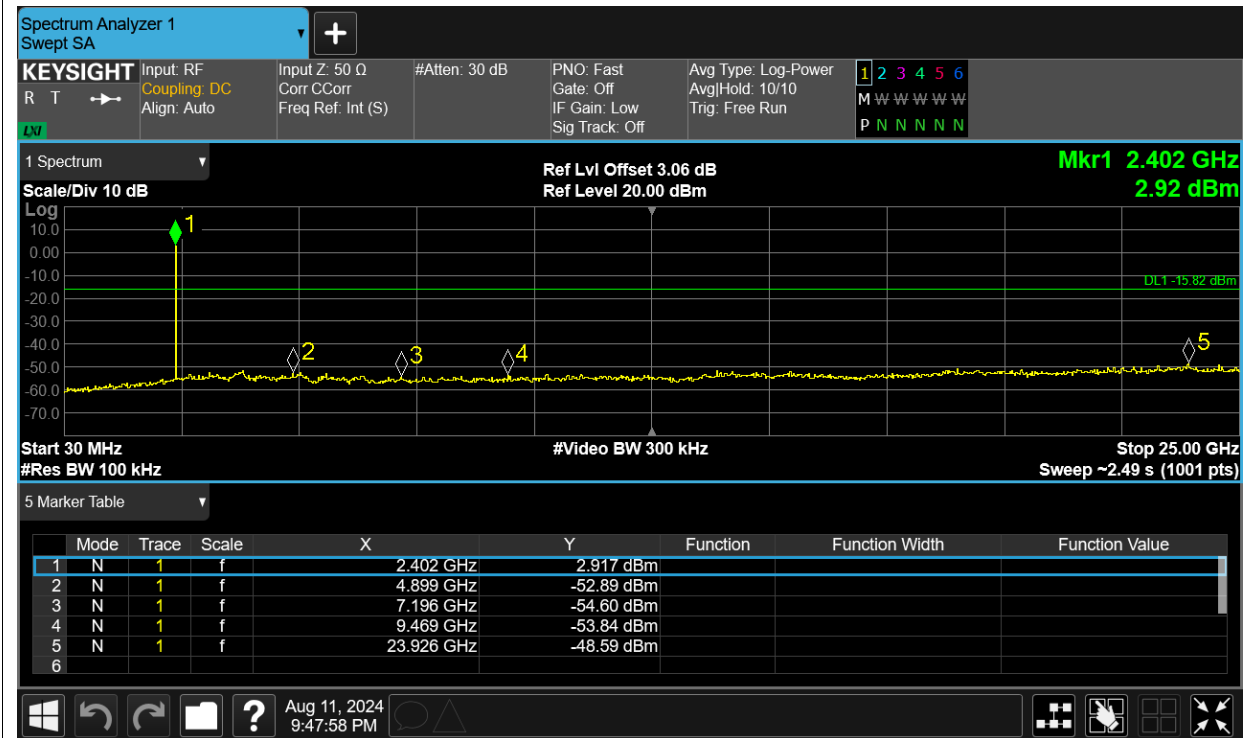 Spectrum Analyzer 1
Swept SA
KEYSIGHT Input: RF Input Z: 50 Ω #Atten: 30 dB PNO: Fast Avg Type: Log-Power 1 2 3 4 5 6
R T Coupling: DC Corr CCorr Gate: Off Avg|Hold: 10/10 M W W W W W
Align: Auto Freq Ref: Int (S) IF Gain: Low Trig: Free Run
LXI Sig Track: Off P N N N N N
1 Spectrum Ref Lvl Offset 3.06 dB Mkr1 2.402 GHz
Scale/Div 10 dB Ref Level 20.00 dBm 2.92 dBm
Log
10.0
0.00
-10.0
-20.0
-30.0
-40.0
-50.0
-60.0
-70.0
1
DL1 -15.82 dBm
2
3
4
5
Start 30 MHz #Video BW 300 kHz Stop 25.00 GHz
#Res BW 100 kHz Sweep ~2.49 s (1001 pts)
5 Marker Table
Mode Trace Scale X Y Function Function Width Function Value
1 N 1 f 2.402 GHz 2.917 dBm
2 N 1 f 4.899 GHz -52.89 dBm
3 N 1 f 7.196 GHz -54.60 dBm
4 N 1 f 9.469 GHz -53.84 dBm
5 N 1 f 23.926 GHz -48.59 dBm
6
? Aug 11, 2024
9:47:58 PM